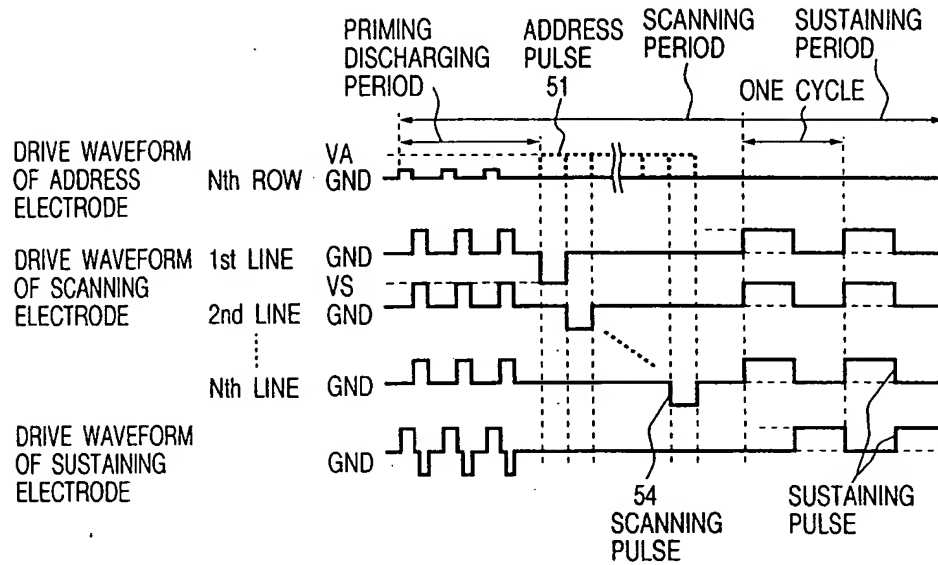 PRIMING
DISCHARGING
PERIOD
ADDRESS
PULSE
51
SCANNING
PERIOD
SUSTAINING
PERIOD
ONE CYCLE
DRIVE WAVEFORM
OF ADDRESS
ELECTRODE
Nth ROW
VA
GND
DRIVE WAVEFORM
OF SCANNING
ELECTRODE
1st LINE
GND
VS
2nd LINE
GND
Nth LINE
GND
DRIVE WAVEFORM
OF SUSTAINING
ELECTRODE
GND
54
SCANNING
PULSE
SUSTAINING
PULSE